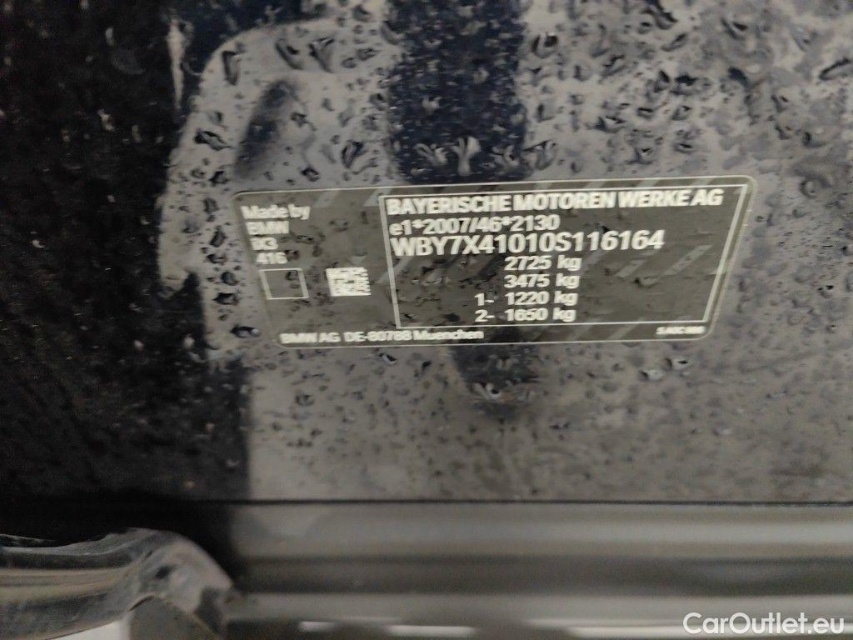 Made by
BMW
iX3
416
BAYERISCHE MOTOREN WERKE AG
e1*2007/46*2130
WBY7X41010S116164
2725 kg
3475 kg
1- 1220 kg
2- 1650 kg
BMW AG DE-80788 Muenchen
CarOutlet.eu